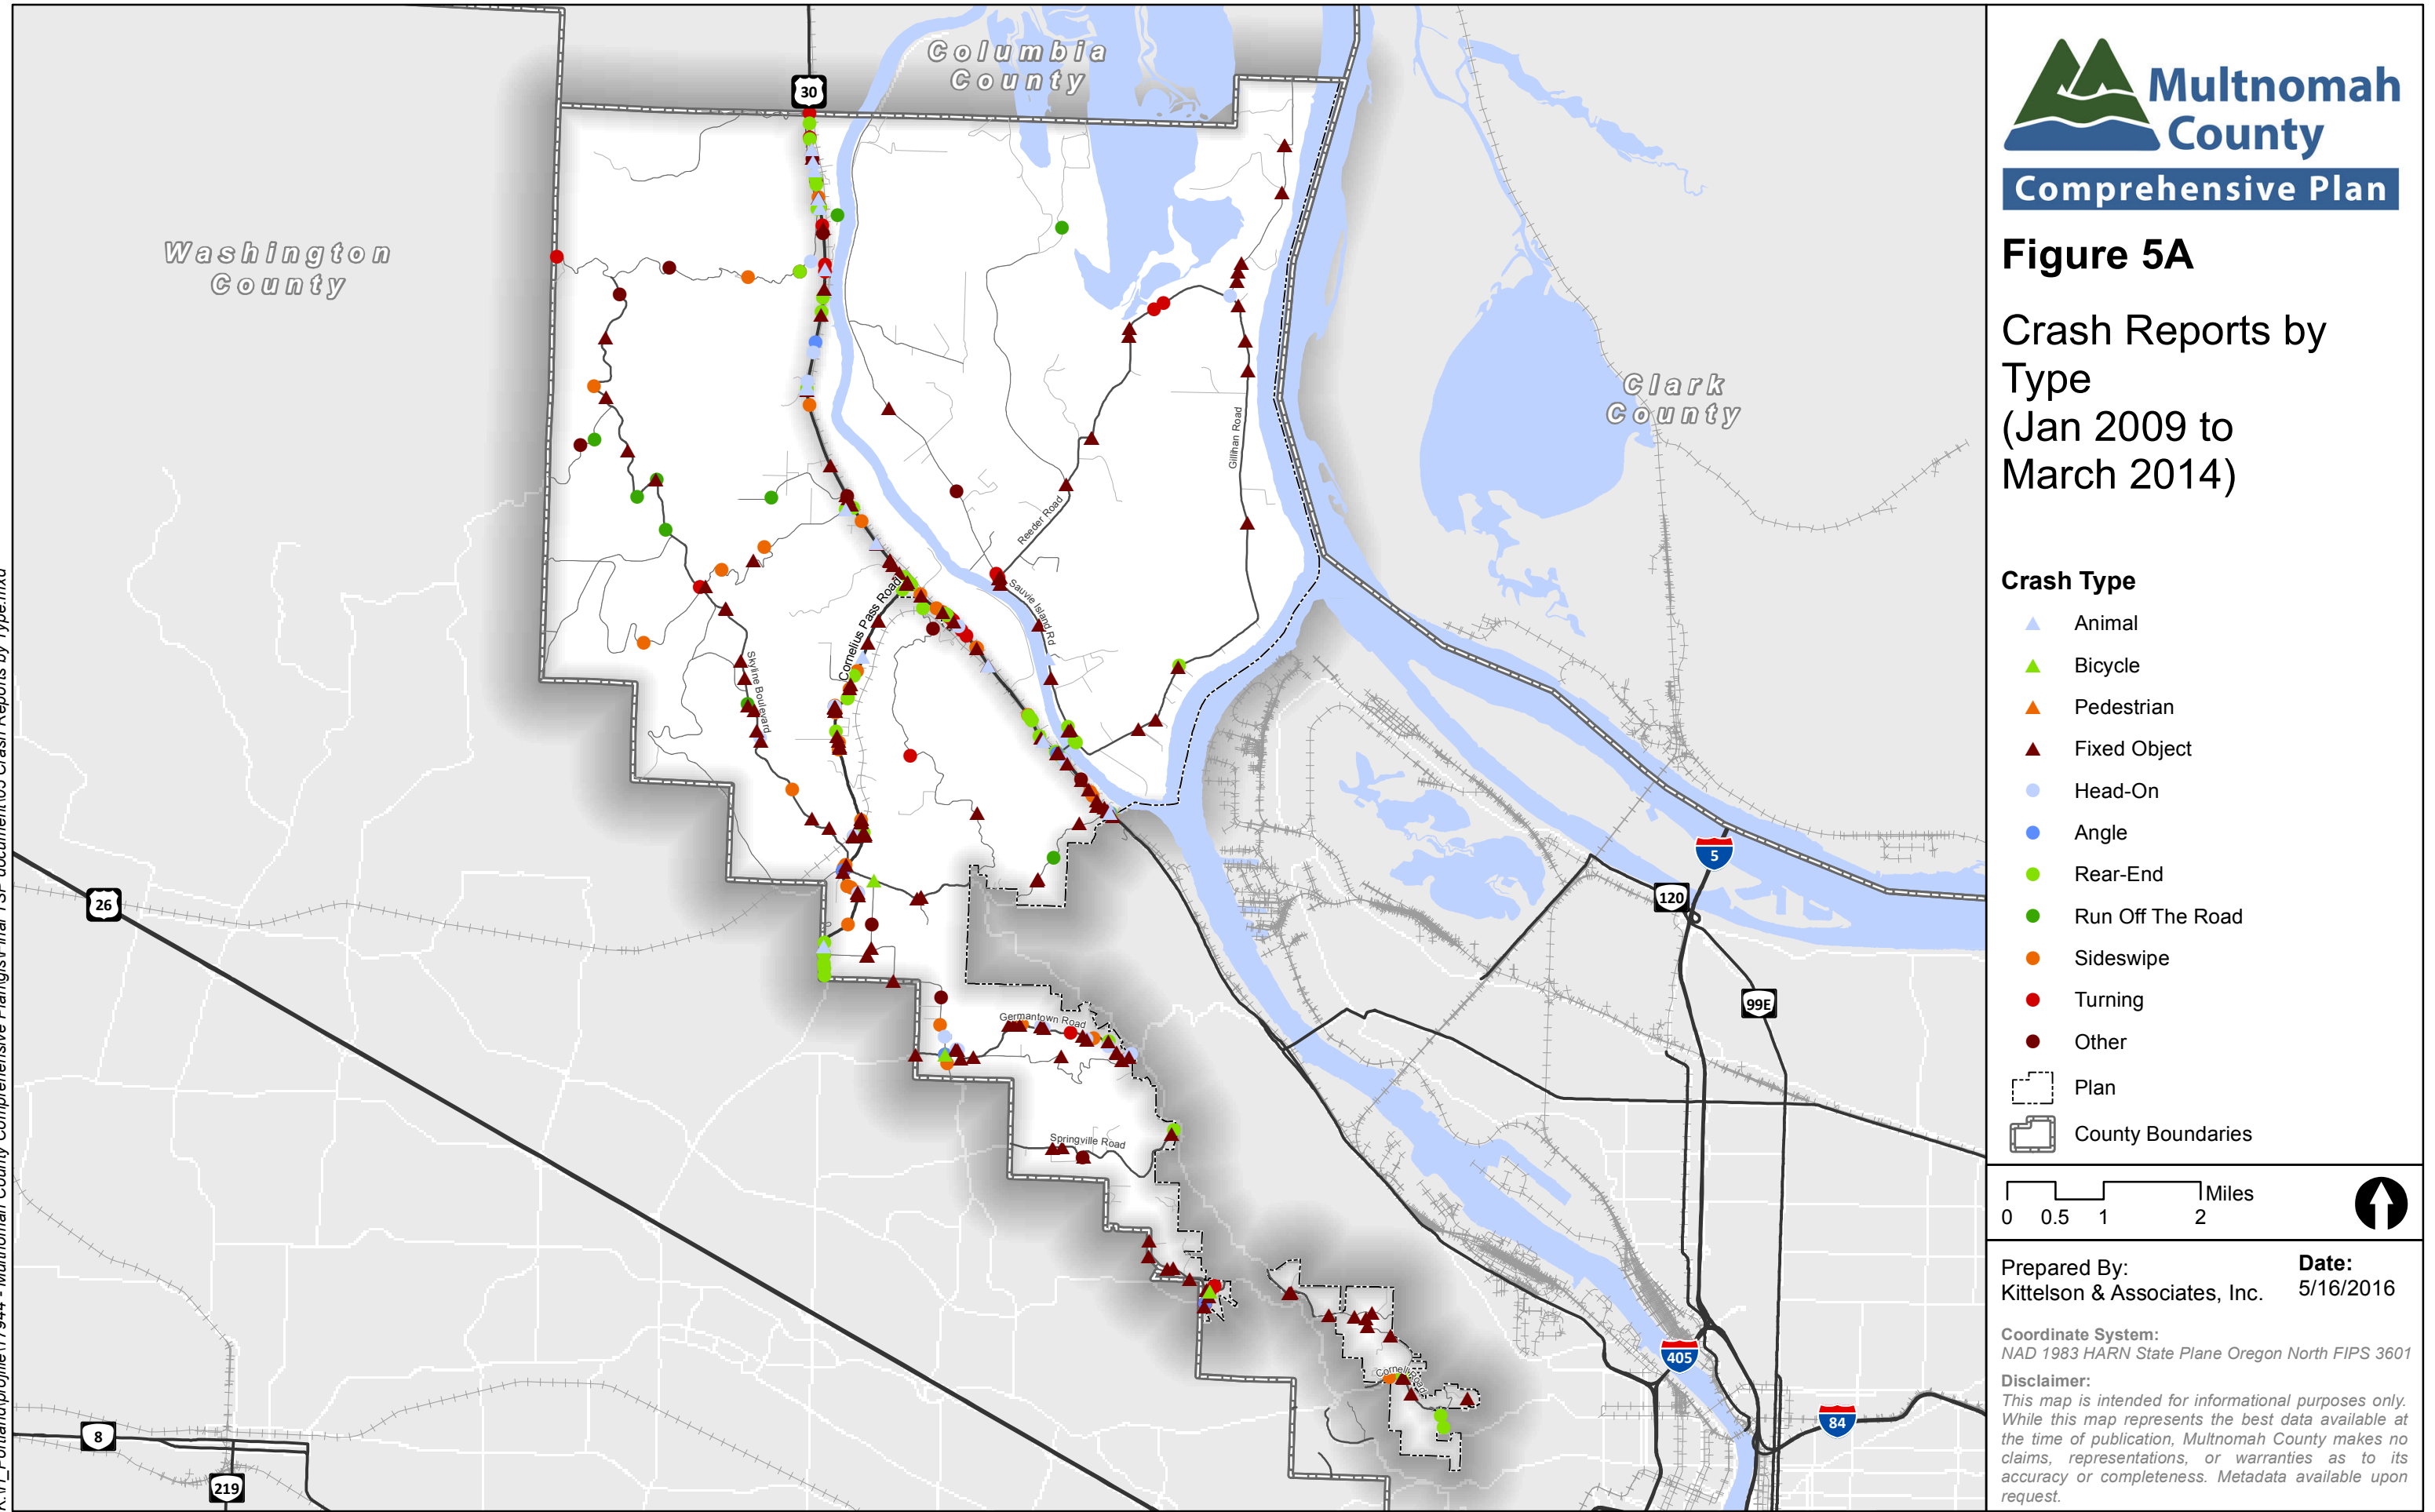 Columbia
County
30
Washington
County
Clark
County
Gillihan Road
Reeder Road
Sauvie Island Rd
Cornelius Pass Road
Skyline Boulevard
5
120
26
99E
Germantown Road
Springville Road
405
84
8
219
Multnomah
County
Comprehensive Plan
Figure 5A
Crash Reports by
Type
(Jan 2009 to
March 2014)
Crash Type
Animal
Bicycle
Pedestrian
Fixed Object
Head-On
Angle
Rear-End
Run Off The Road
Sideswipe
Turning
Other
Plan
County Boundaries
Miles
0 0.5 1 2
Prepared By:
Kittelson & Associates, Inc.
Date:
5/16/2016
Coordinate System:
NAD 1983 HARN State Plane Oregon North FIPS 3601
Disclaimer:
This map is intended for informational purposes only.
While this map represents the best data available at
the time of publication, Multnomah County makes no
claims, representations, or warranties as to its
accuracy or completeness. Metadata available upon
request.